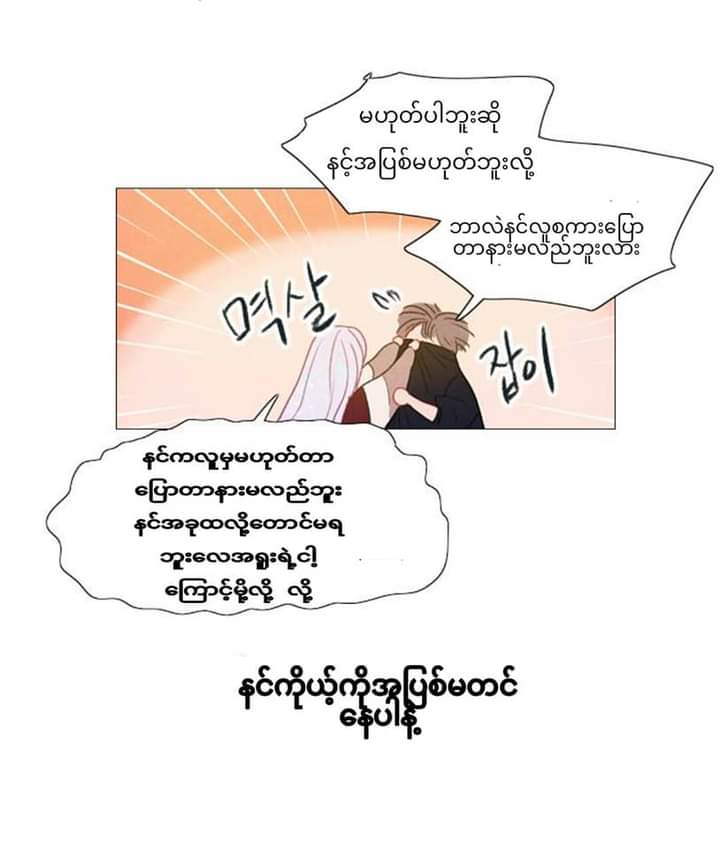 မဟုတ်ပါဘူးဆို
နင့်အပြစ်မဟုတ်ဘူးလို့
ဘာလဲနင်လူစကားပြော
တာနားမလည်ဘူးလား
멱살
잡이
နင်ကလူမှမဟုတ်တာ
ပြောတာနားမလည်ဘူး
နင်အခုထလို့တောင်မရ
ဘူးလေအရူးရဲ့ငါ့
ကြောင့်မို့လို့ လို့
နင်ကိုယ့်ကိုအပြစ်မတင်
နေပါနဲ့